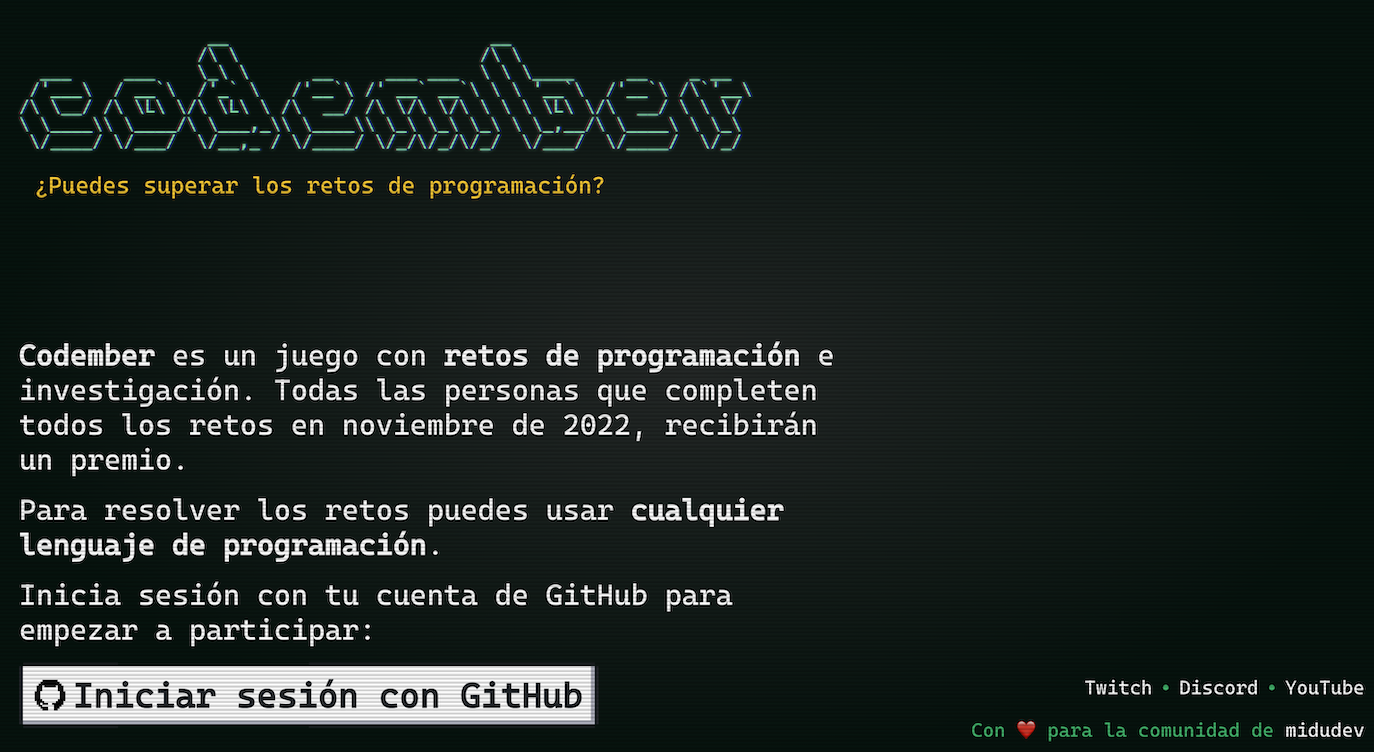 codember
¿Puedes superar los retos de programación?
Codember es un juego con retos de programación e
investigación. Todas las personas que completen
todos los retos en noviembre de 2022, recibirán
un premio.
Para resolver los retos puedes usar cualquier
lenguaje de programación.
Inicia sesión con tu cuenta de GitHub para
empezar a participar:
Iniciar sesión con GitHub
Twitch • Discord • YouTube
Con ❤️ para la comunidad de midudev